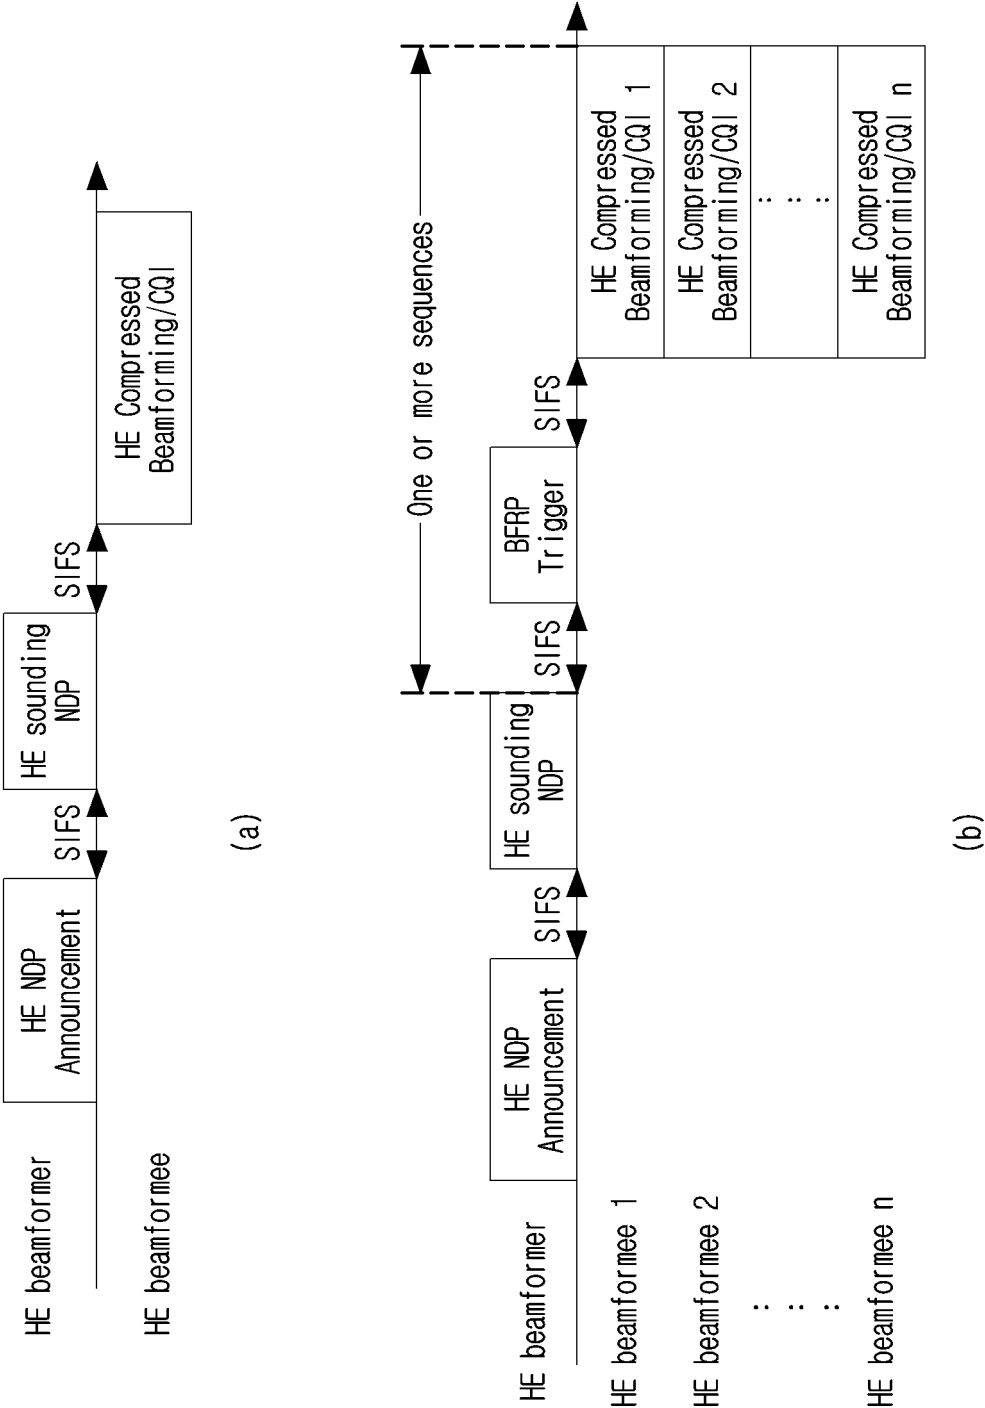 HE beamformer
HE NDP
Announcement
SIFS
HE sounding
NDP
SIFS
HE beamformee
HE Compressed
Beamforming/CQI
(a)
One or more sequences
HE beamformer
HE NDP
Announcement
SIFS
HE sounding
NDP
SIFS
BFRP
Trigger
SIFS
HE beamformee 1
HE Compressed
Beamforming/CQI 1
HE beamformee 2
HE Compressed
Beamforming/CQI 2
HE beamformee n
HE Compressed
Beamforming/CQI n
(b)